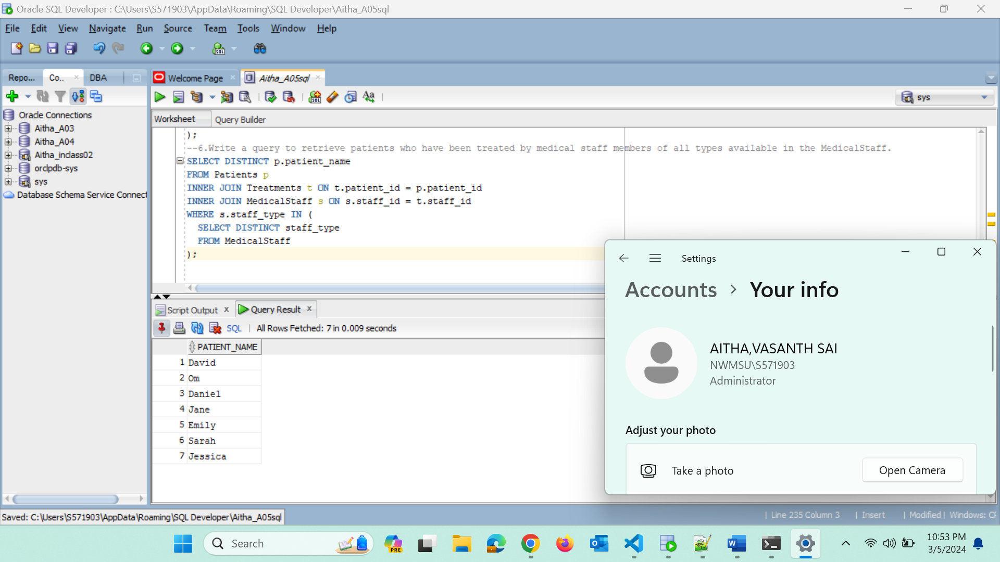 Oracle SQL Developer : C:\Users\S571903\AppData\Roaming\SQL Developer\Aitha_A05sql
File Edit View Navigate Run Source Team Tools Window Help
Repo... Co.. DBA
Welcome Page Aitha_A05sql
sys
Oracle Connections
Aitha_A03
Aitha_A04
Aitha_inclass02
orclpdb-sys
sys
Database Schema Service Connect
Worksheet Query Builder
);
--6.Write a query to retrieve patients who have been treated by medical staff members of all types available in the MedicalStaff.
SELECT DISTINCT p.patient_name
FROM Patients p
INNER JOIN Treatments t ON t.patient_id = p.patient_id
INNER JOIN MedicalStaff s ON s.staff_id = t.staff_id
WHERE s.staff_type IN (
SELECT DISTINCT staff_type
FROM MedicalStaff
);
Script Output Query Result
SQL | All Rows Fetched: 7 in 0.009 seconds
PATIENT_NAME
1 David
2 Om
3 Daniel
4 Jane
5 Emily
6 Sarah
7 Jessica
Settings
Accounts > Your info
AITHA,VASANTH SAI
NWMSU\S571903
Administrator
Adjust your photo
Take a photo Open Camera
Saved: C:\Users\S571903\AppData\Roaming\SQL Developer\Aitha_A05sql
| Line 235 Column 3 | Insert | Modified | Windows: CR
Search
PRE
10:53 PM
3/5/2024